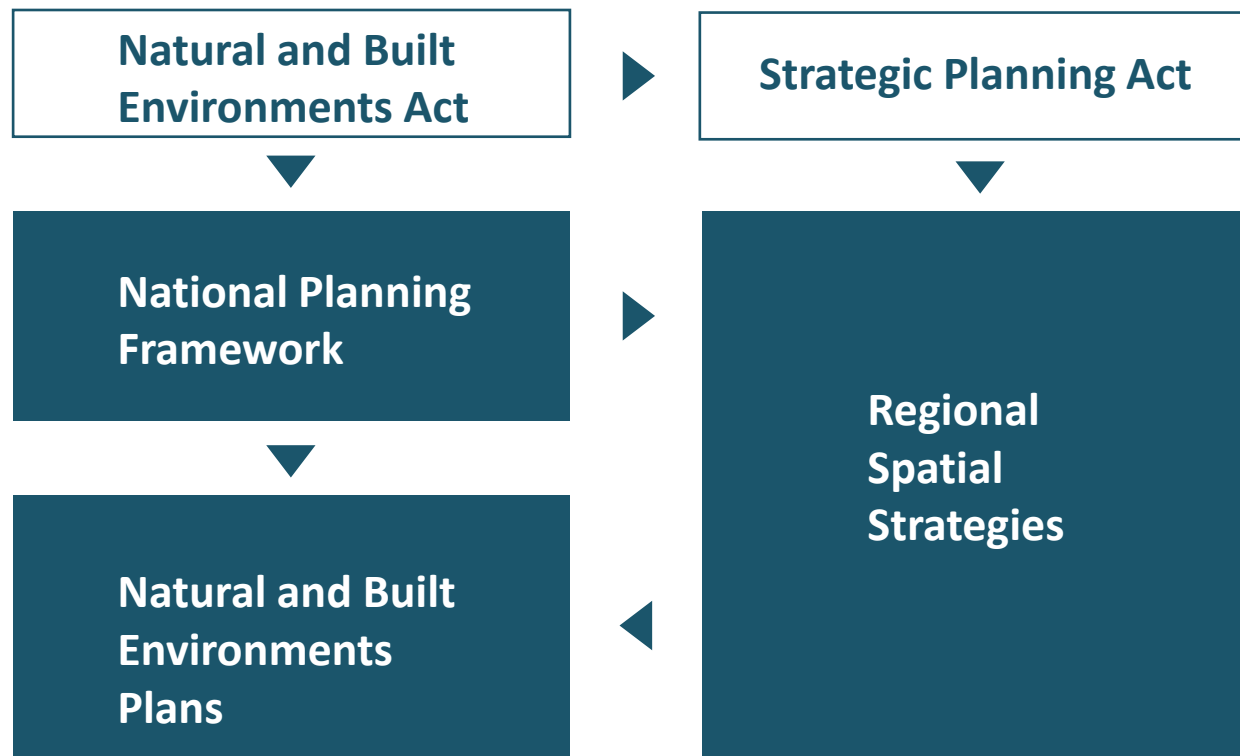 Natural and Built
Environments Act
Strategic Planning Act
National Planning
Framework
Regional
Spatial
Strategies
Natural and Built
Environments
Plans